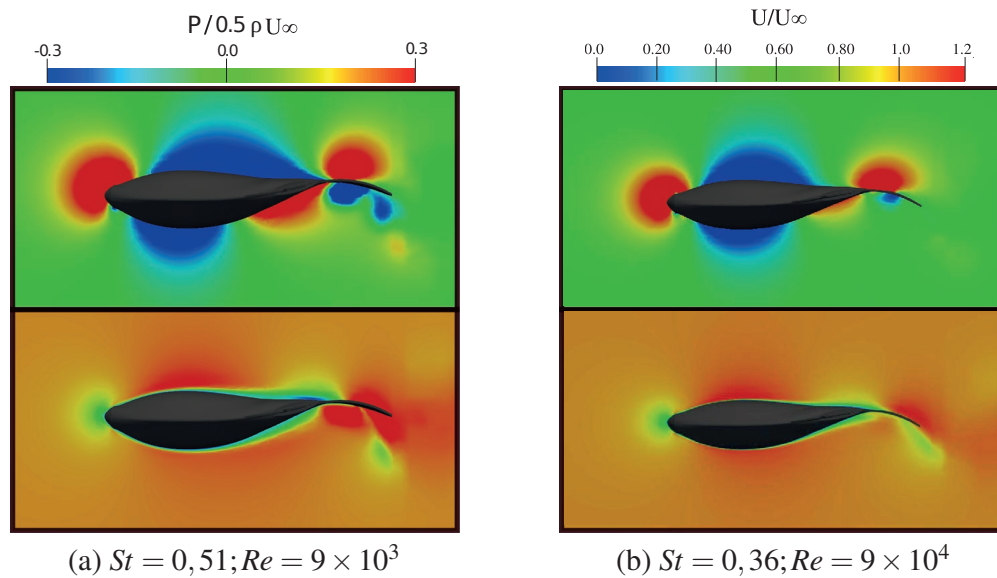 P/0.5 ρ U∞
-0.3 0.0 0.3
U/U∞
0.0 0.20 0.40 0.60 0.80 1.0 1.2
(a) St = 0,51; Re = 9 × 10³
(b) St = 0,36; Re = 9 × 10⁴